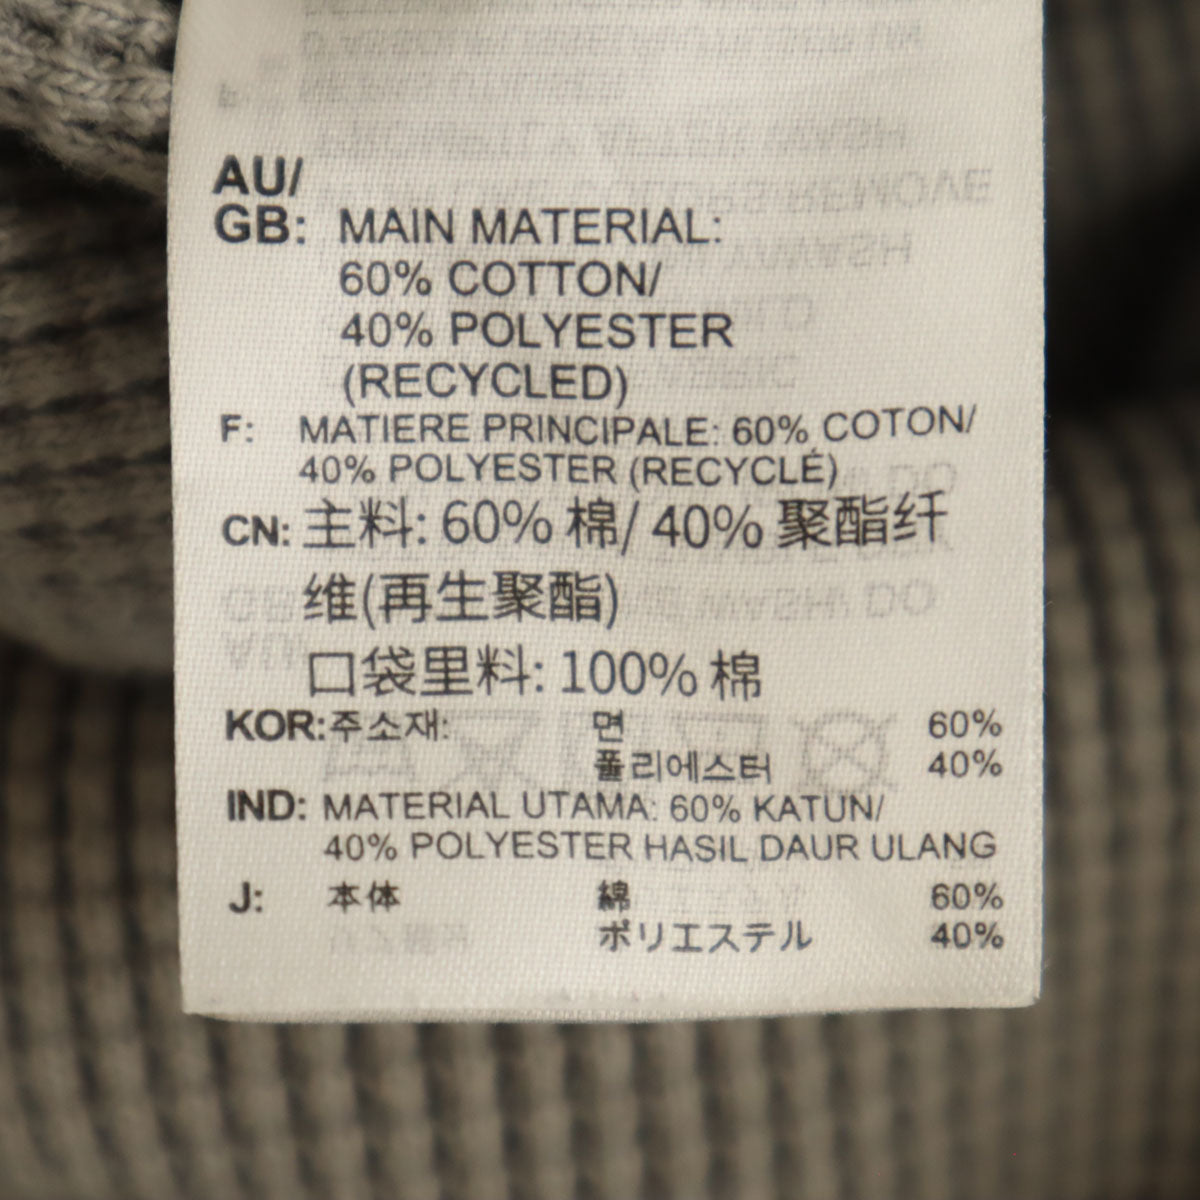 AU/
GB: MAIN MATERIAL:
60% COTTON/
40% POLYESTER
(RECYCLED)
F: MATIERE PRINCIPALE: 60% COTON/
40% POLYESTER (RECYCLÉ)
CN: 主料: 60% 棉/ 40% 聚酯纤
维(再生聚酯)
口袋里料: 100% 棉
KOR: 주소재: 면 60%
폴리에스터 40%
IND: MATERIAL UTAMA: 60% KATUN/
40% POLYESTER HASIL DAUR ULANG
J: 本体 綿 60%
ポリエステル 40%